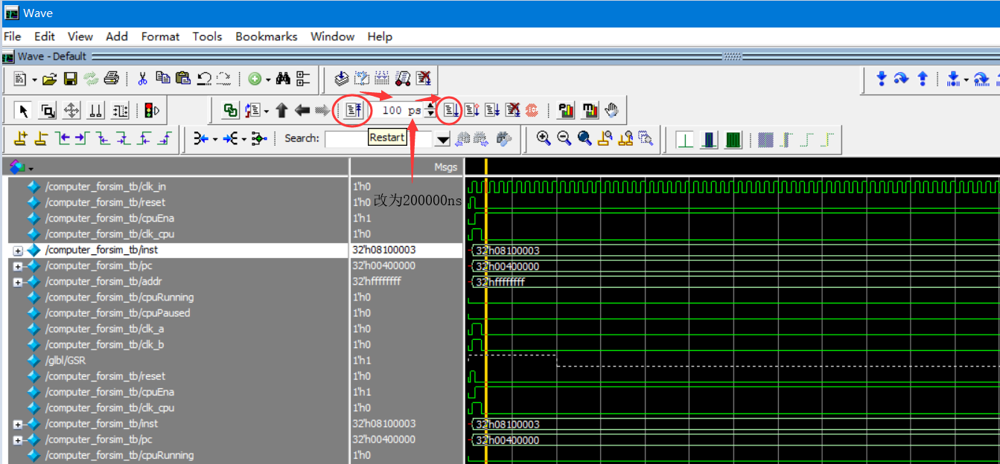 Wave
File Edit View Add Format Tools Bookmarks Window Help
Wave - Default
100 ps
Search:
Restart
Msgs
/computer_forsim_tb/clk_in 1'h0
/computer_forsim_tb/reset 1'h0
改为200000ns
/computer_forsim_tb/cpuEna 1'h1
/computer_forsim_tb/clk_cpu 1'h0
/computer_forsim_tb/inst 32'h08100003 32'h08100003
/computer_forsim_tb/pc 32'h00400000 32'h00400000
/computer_forsim_tb/addr 32'hffffffff 32'hffffffff
/computer_forsim_tb/cpuRunning 1'h0
/computer_forsim_tb/cpuPaused 1'h0
/computer_forsim_tb/clk_a 1'h0
/computer_forsim_tb/clk_b 1'h0
/glbl/GSR 1'h1
/computer_forsim_tb/reset 1'h0
/computer_forsim_tb/cpuEna 1'h1
/computer_forsim_tb/clk_cpu 1'h0
/computer_forsim_tb/inst 32'h08100003 32'h08100003
/computer_forsim_tb/pc 32'h00400000 32'h00400000
/computer_forsim_tb/cpuRunning 1'h0